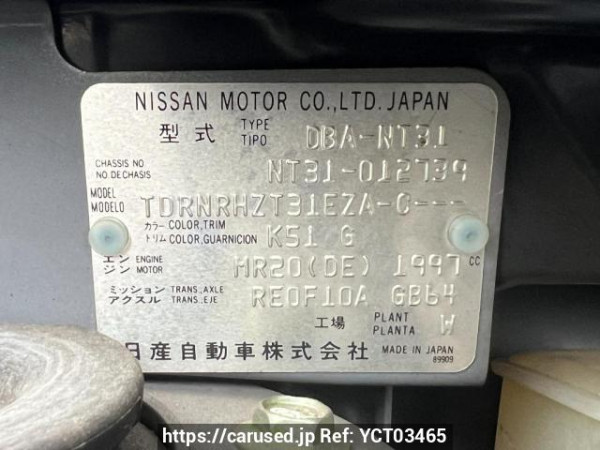 NISSAN MOTOR CO.,LTD. JAPAN
型式 TYPE TIPO DBA-NT31
CHASSIS NO NO.DE CHASIS NT31-012739
MODEL MODELO TDRNRHZT31EZA-C---
カラー COLOR,TRIM トリム COLOR,GUARNICION K51 G
エンジン ENGINE MOTOR MR20(DE) 1997 CC
ミッション TRANS.AXLE アクスル TRANS.EJE RE0F10A GB64
工場 PLANT PLANTA W
日産自動車株式会社 MADE IN JAPAN
89909
https://carused.jp Ref: YCT03465